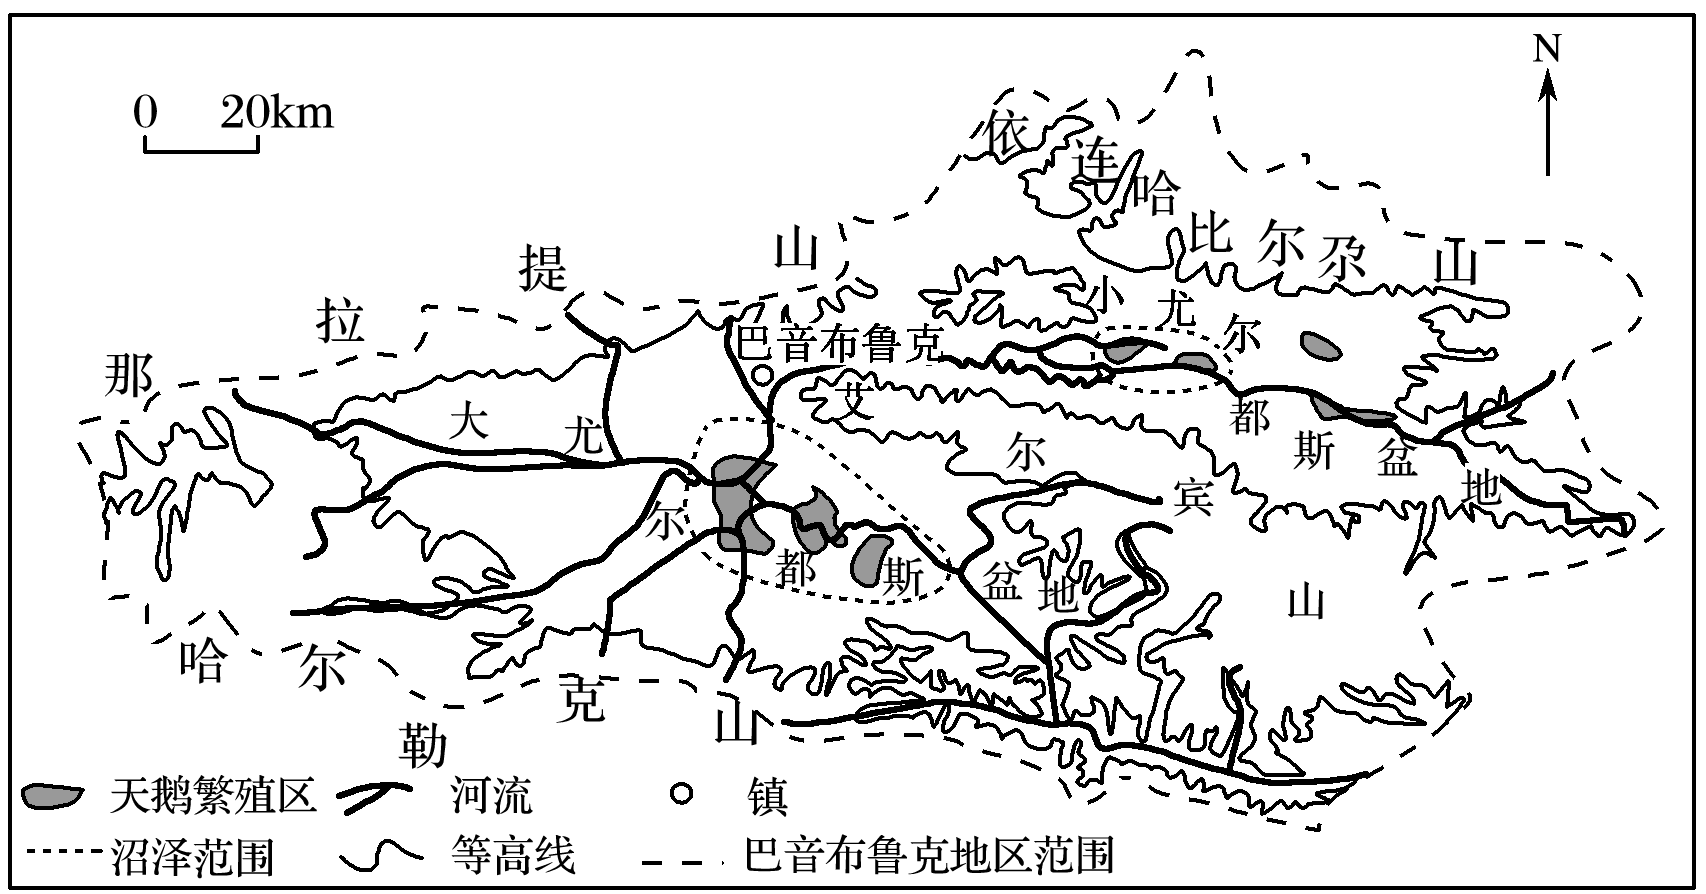 N
0 20km
依连哈比尔尕山
那拉提山
小尤尔都斯盆地
巴音布鲁克
艾尔宾山
大尤尔都斯盆地
哈尔克山
勒
天鹅繁殖区
河流
镇
沼泽范围
等高线
巴音布鲁克地区范围